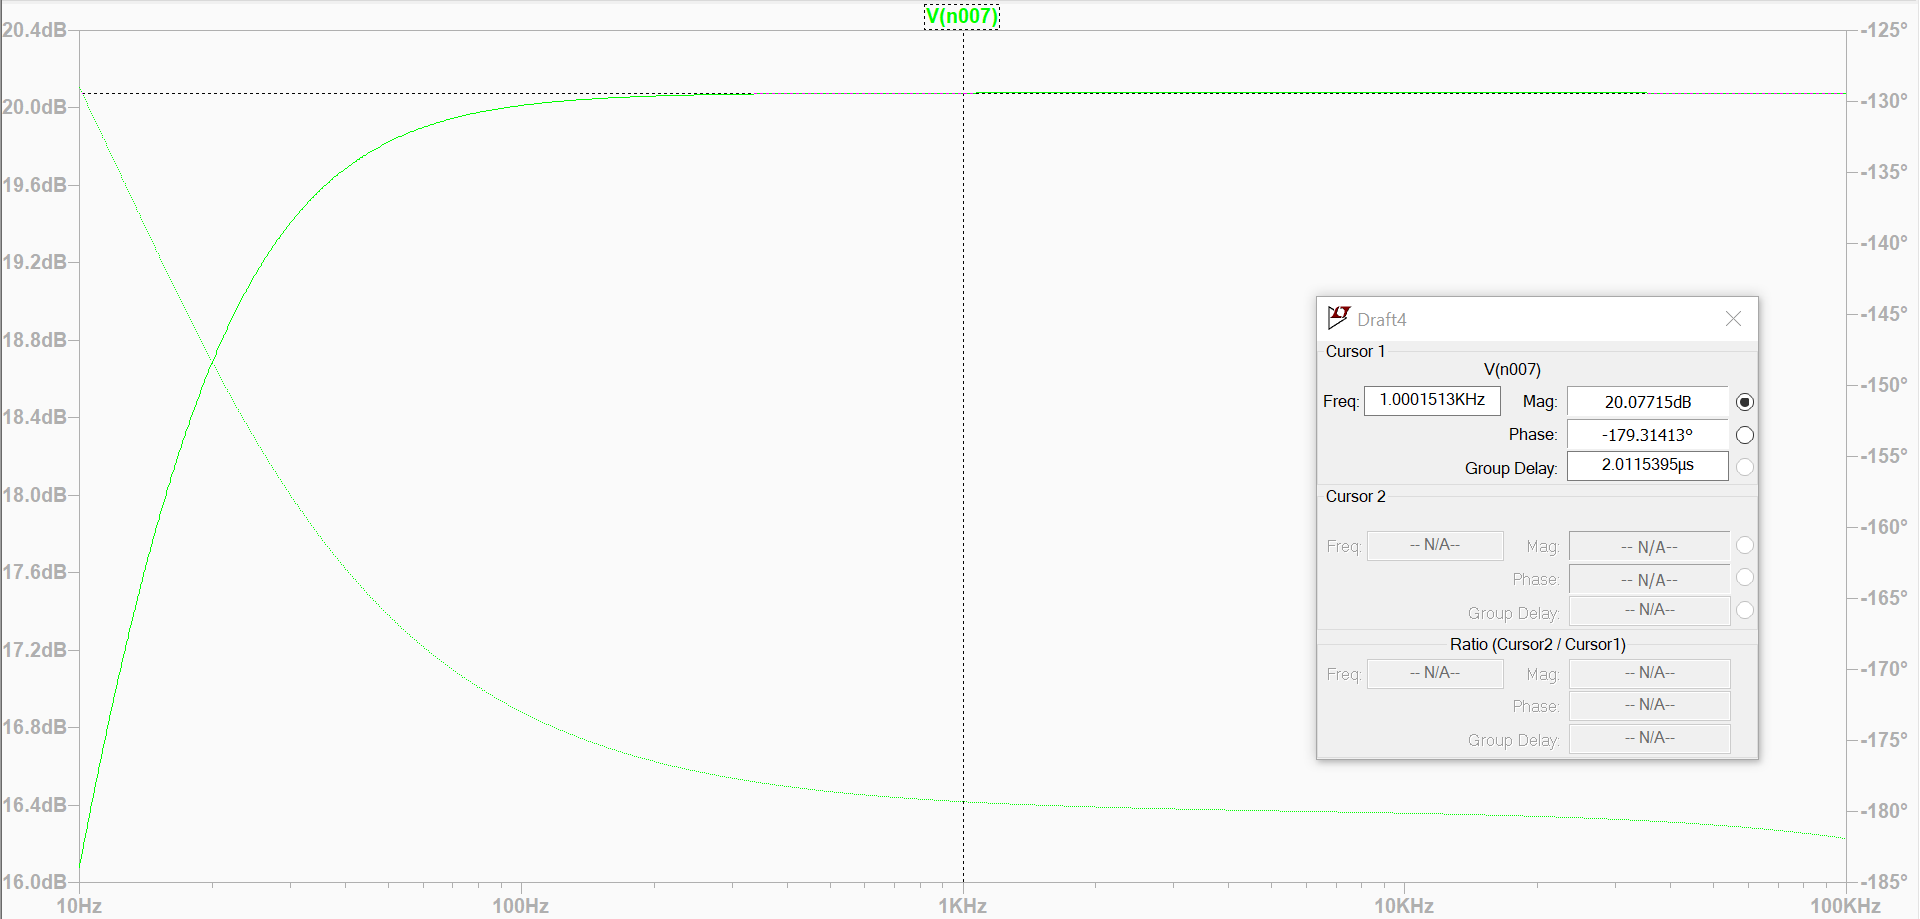 V(n007)
20.4dB
20.0dB
19.6dB
19.2dB
18.8dB
18.4dB
18.0dB
17.6dB
17.2dB
16.8dB
16.4dB
16.0dB
10Hz
100Hz
1KHz
10KHz
100KHz
-125°
-130°
-135°
-140°
-145°
-150°
-155°
-160°
-165°
-170°
-175°
-180°
-185°
Draft4
Cursor 1
V(n007)
Freq: 1.0001513KHz Mag: 20.07715dB
Phase: -179.31413°
Group Delay: 2.0115395µs
Cursor 2
Freq: -- N/A-- Mag: -- N/A--
Phase: -- N/A--
Group Delay: -- N/A--
Ratio (Cursor2 / Cursor1)
Freq: -- N/A-- Mag: -- N/A--
Phase: -- N/A--
Group Delay: -- N/A--